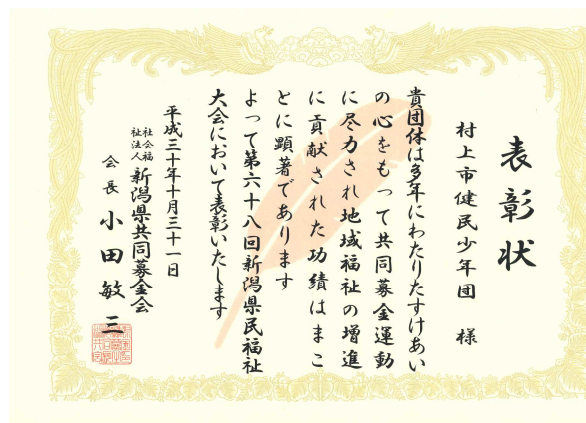 表彰状
村上市健民少年団 様
貴団体は多年にわたりたすけあい
の心をもって共同募金運動
に尽力され地域福祉の増進
に貢献された功績はまこ
とに顕著であります
よって第六十八回新潟県民福祉
大会において表彰いたします
平成三十年十月三十一日
社会福祉法人 新潟県共同募金会
会長 小田敏三